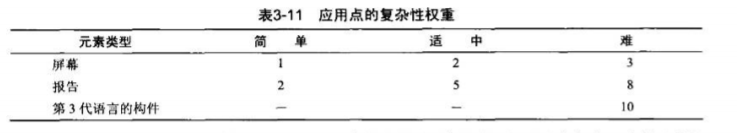 表3-11 应用点的复杂性权重
元素类型 简 单 适 中 难
屏幕 1 2 3
报告 2 5 8
第3代语言的构件 — — 10